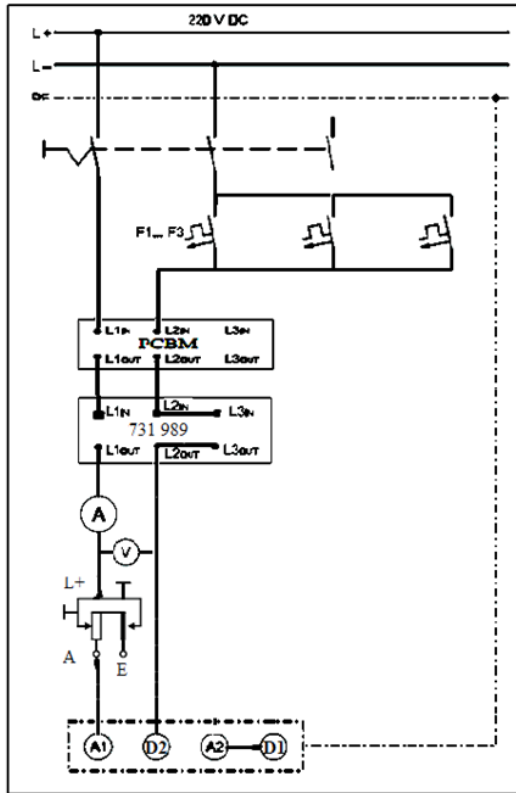 220 V DC
L+
L-
PE
F1... F3
L1IN L2IN L3IN
PCBM
L1OUT L2OUT L3OUT
L1IN L2IN L3IN
731 989
L1OUT L2OUT L3OUT
A
V
L+
A E
A1 D2 A2 D1